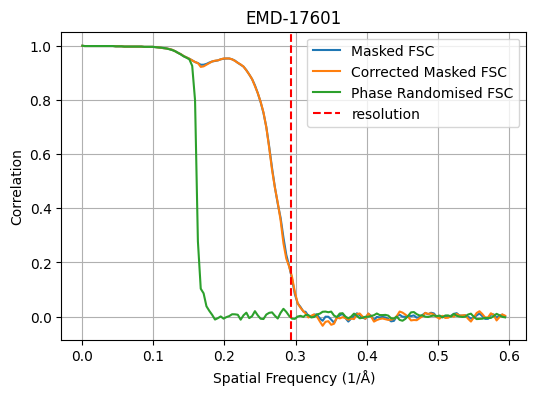 EMD-17601
Masked FSC
Corrected Masked FSC
Phase Randomised FSC
resolution
Correlation
1.0
0.8
0.6
0.4
0.2
0.0
0.0 0.1 0.2 0.3 0.4 0.5 0.6
Spatial Frequency (1/Å)